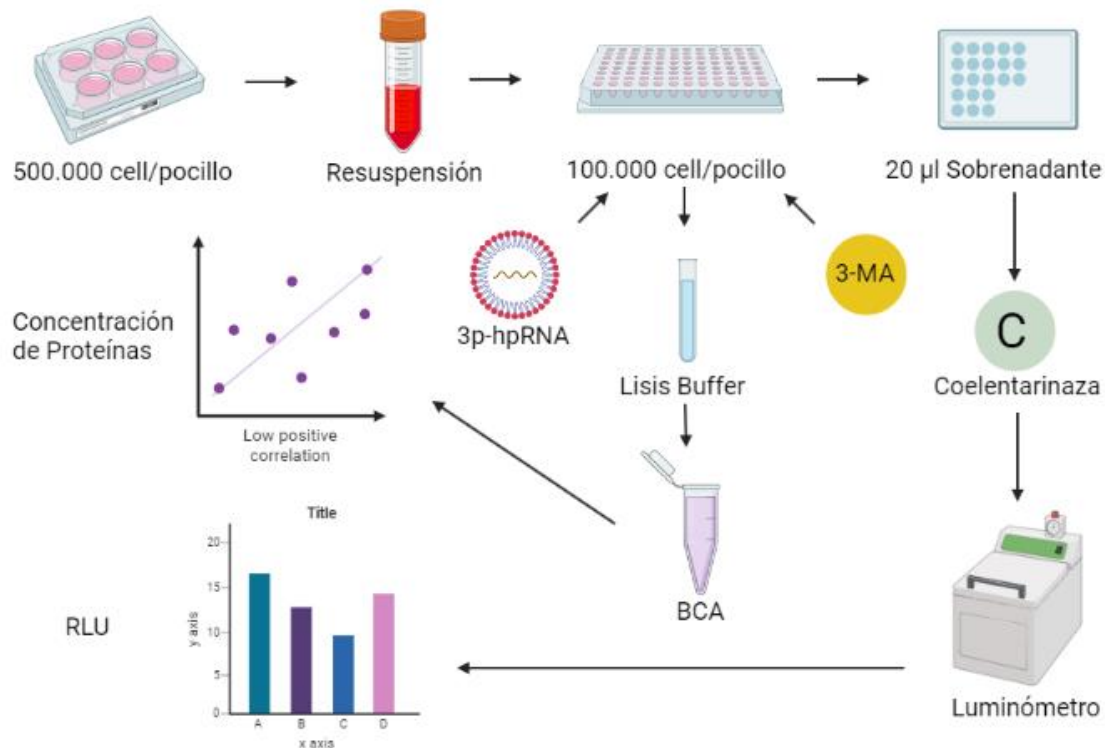 500.000 cell/pocillo
Resuspensión
100.000 cell/pocillo
20 µl Sobrenadante
3p-hpRNA
3-MA
Lisis Buffer
C
Coelentarinaza
Concentración
de Proteínas
Low positive
correlation
BCA
Luminómetro
RLU
Title
y axis
20
15
10
5
0
A
B
C
D
x axis